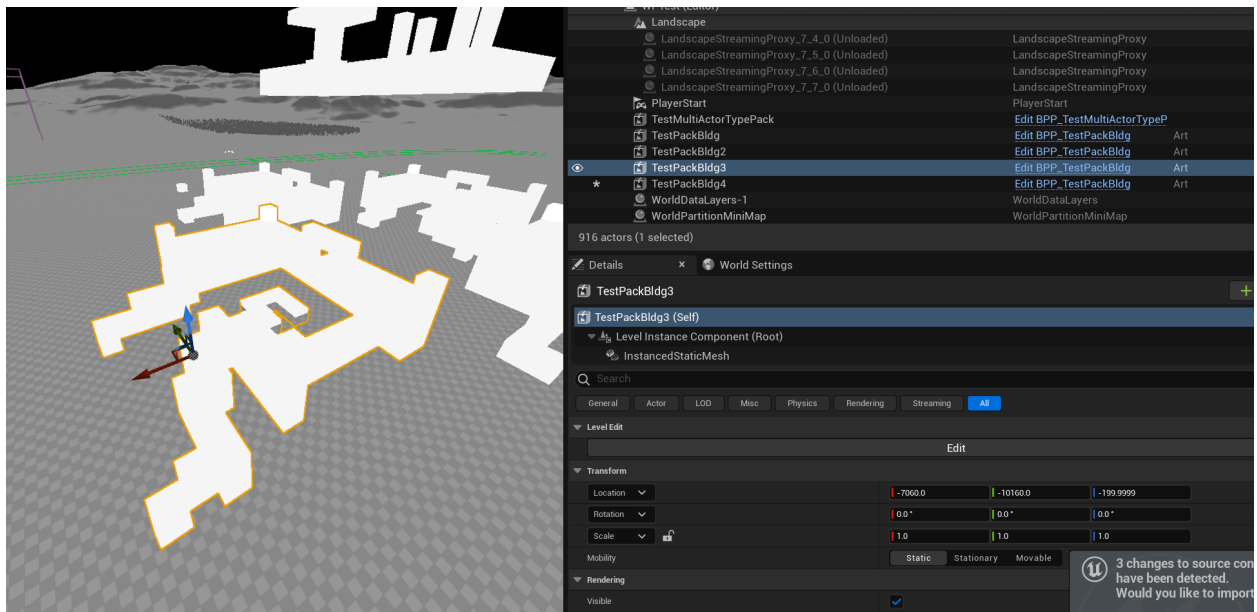 Landscape
LandscapeStreamingProxy_7_4_0 (Unloaded) LandscapeStreamingProxy
LandscapeStreamingProxy_7_5_0 (Unloaded) LandscapeStreamingProxy
LandscapeStreamingProxy_7_6_0 (Unloaded) LandscapeStreamingProxy
LandscapeStreamingProxy_7_7_0 (Unloaded) LandscapeStreamingProxy
PlayerStart PlayerStart
TestMultiActorTypePack Edit BPP_TestMultiActorTypeP
TestPackBldg Edit BPP_TestPackBldg Art
TestPackBldg2 Edit BPP_TestPackBldg Art
TestPackBldg3 Edit BPP_TestPackBldg Art
* TestPackBldg4 Edit BPP_TestPackBldg Art
WorldDataLayers-1 WorldDataLayers
WorldPartitionMiniMap WorldPartitionMiniMap
916 actors (1 selected)
Details × World Settings
TestPackBldg3 +
TestPackBldg3 (Self)
Level Instance Component (Root)
InstancedStaticMesh
Search
General Actor LOD Misc Physics Rendering Streaming All
Level Edit
Edit
Transform
Location -7060.0 -10160.0 -199.9999
Rotation 0.0 ° 0.0 ° 0.0 °
Scale 1.0 1.0 1.0
Mobility Static Stationary Movable
3 changes to source con
have been detected.
Would you like to import
Rendering
Visible